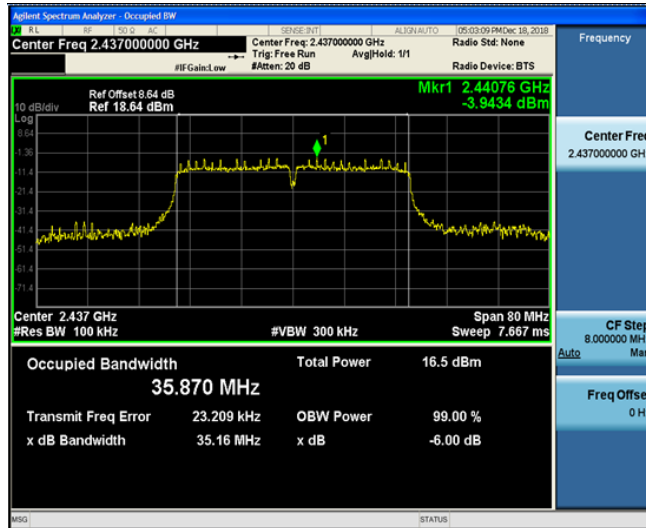 Agilent Spectrum Analyzer - Occupied BW
RL RF 50 Ω AC SENSE:INT ALIGN AUTO 05:03:09 PM Dec 18, 2018
Center Freq 2.437000000 GHz
Center Freq: 2.437000000 GHz
Radio Std: None
Trig: Free Run Avg|Hold: 1/1
#IFGain:Low
#Atten: 20 dB
Radio Device: BTS
Frequency
Ref Offset 8.64 dB
Mkr1 2.44076 GHz
10 dB/div Ref 18.64 dBm
-3.9434 dBm
Log
8.64
-1.36
-11.4
-21.4
-31.4
-41.4
-51.4
-61.4
-71.4
1
Center 2.437 GHz
Span 80 MHz
#Res BW 100 kHz
#VBW 300 kHz
Sweep 7.667 ms
Occupied Bandwidth
35.870 MHz
Total Power 16.5 dBm
Transmit Freq Error 23.209 kHz OBW Power 99.00 %
x dB Bandwidth 35.16 MHz x dB -6.00 dB
Center Fre
2.437000000 GH
CF Step
8.000000 MH
Auto Ma
Freq Offse
0 H
MSG
STATUS